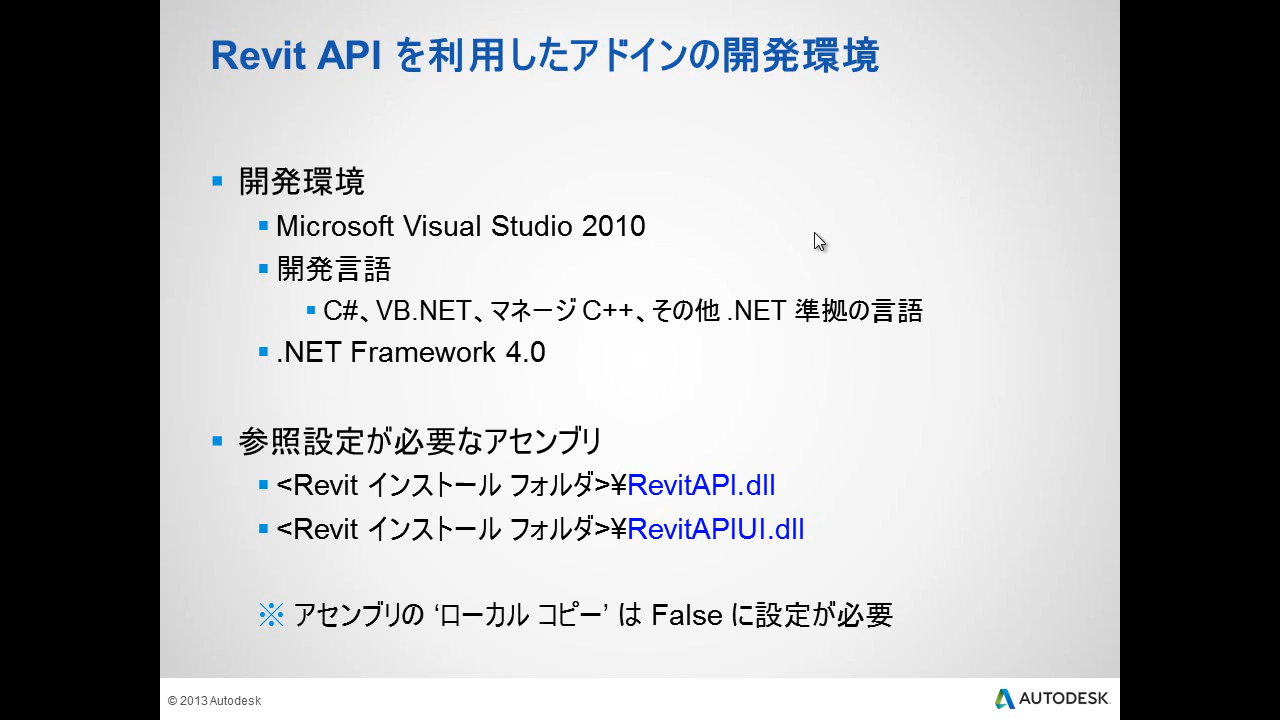 Revit API を利用したアドインの開発環境
開発環境
Microsoft Visual Studio 2010
開発言語
C#、VB.NET、マネージ C++、その他 .NET 準拠の言語
.NET Framework 4.0
参照設定が必要なアセンブリ
<Revit インストール フォルダ>¥RevitAPI.dll
<Revit インストール フォルダ>¥RevitAPIUI.dll
※ アセンブリの ‘ローカル コピー’ は False に設定が必要
© 2013 Autodesk
AUTODESK